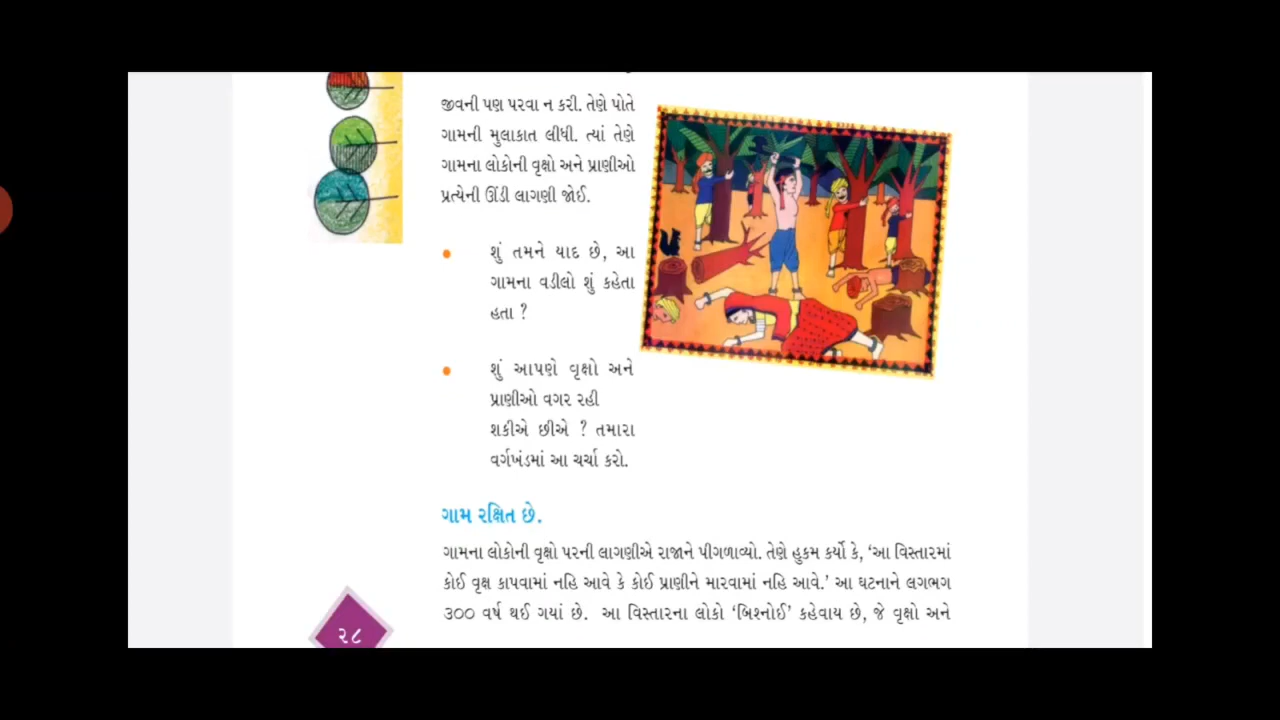 જીવની પણ પરવા ન કરી. તેણે પોતે
ગામની મુલાકાત લીધી. ત્યાં તેણે
ગામના લોકોની વૃક્ષો અને પ્રાણીઓ
પ્રત્યેની ઊંડી લાગણી જોઈ.
શું તમને યાદ છે, આ
ગામના વડીલો શું કહેતા
હતા ?
શું આપણે વૃક્ષો અને
પ્રાણીઓ વગર રહી
શકીએ છીએ ? તમારા
વર્ગખંડમાં આ ચર્ચા કરો.
ગામ રક્ષિત છે.
ગામના લોકોની વૃક્ષો પરની લાગણીએ રાજાને પીગળાવ્યો. તેણે હુકમ કર્યો કે, ‘આ વિસ્તારમાં
કોઈ વૃક્ષ કાપવામાં નહિ આવે કે કોઈ પ્રાણીને મારવામાં નહિ આવે.’ આ ઘટનાને લગભગ
૩૦૦ વર્ષ થઈ ગયાં છે. આ વિસ્તારના લોકો ‘બિશ્નોઈ’ કહેવાય છે, જે વૃક્ષો અને
૨૮